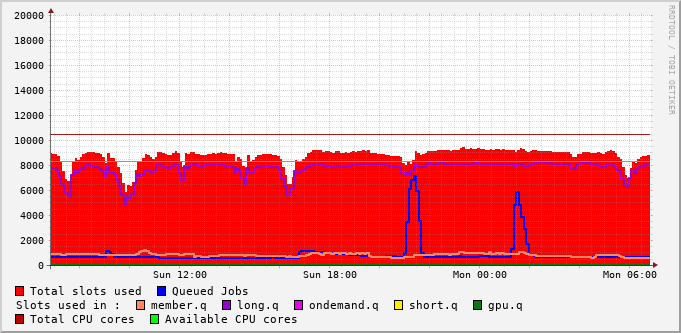 RRDTOOL / TOBI OETIKER
20000
18000
16000
14000
12000
10000
8000
6000
4000
2000
0
Sun 12:00 Sun 18:00 Mon 00:00 Mon 06:00
Total slots used Queued Jobs
Slots used in : member.q long.q ondemand.q short.q gpu.q
Total CPU cores Available CPU cores